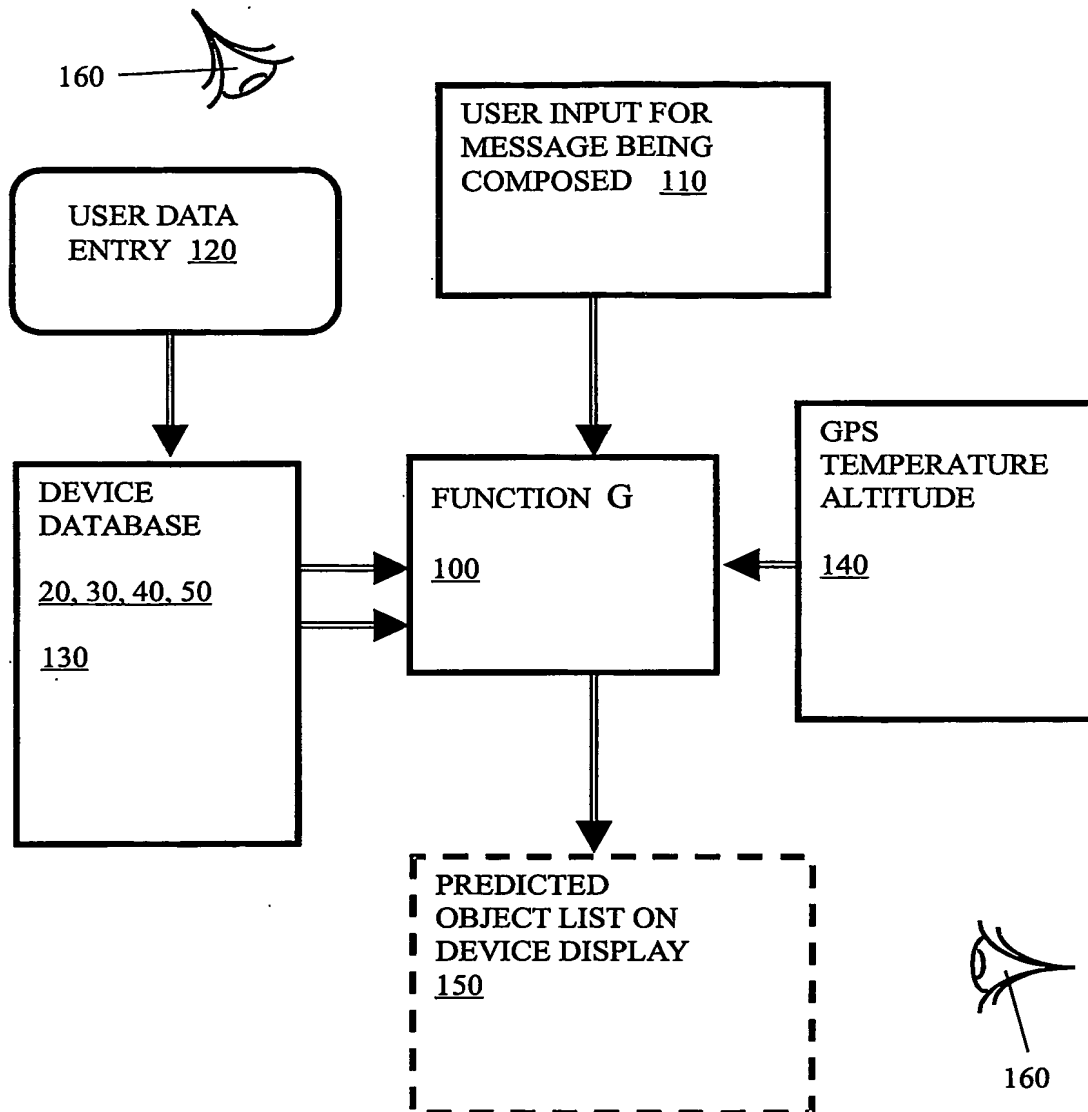 160
USER INPUT FOR
MESSAGE BEING
COMPOSED 110
USER DATA
ENTRY 120
DEVICE
DATABASE
20, 30, 40, 50
130
FUNCTION G
100
GPS
TEMPERATURE
ALTITUDE
140
PREDICTED
OBJECT LIST ON
DEVICE DISPLAY
150
160